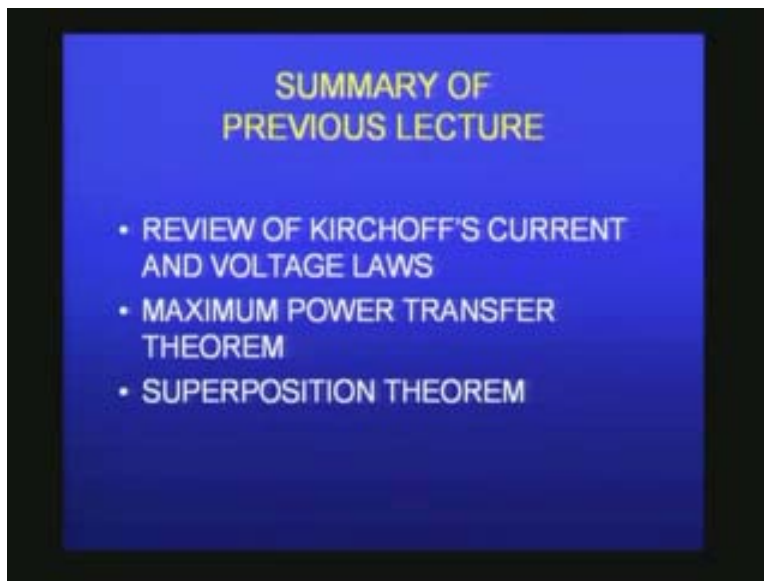 SUMMARY OF
PREVIOUS LECTURE
• REVIEW OF KIRCHOFF'S CURRENT
AND VOLTAGE LAWS
• MAXIMUM POWER TRANSFER
THEOREM
• SUPERPOSITION THEOREM